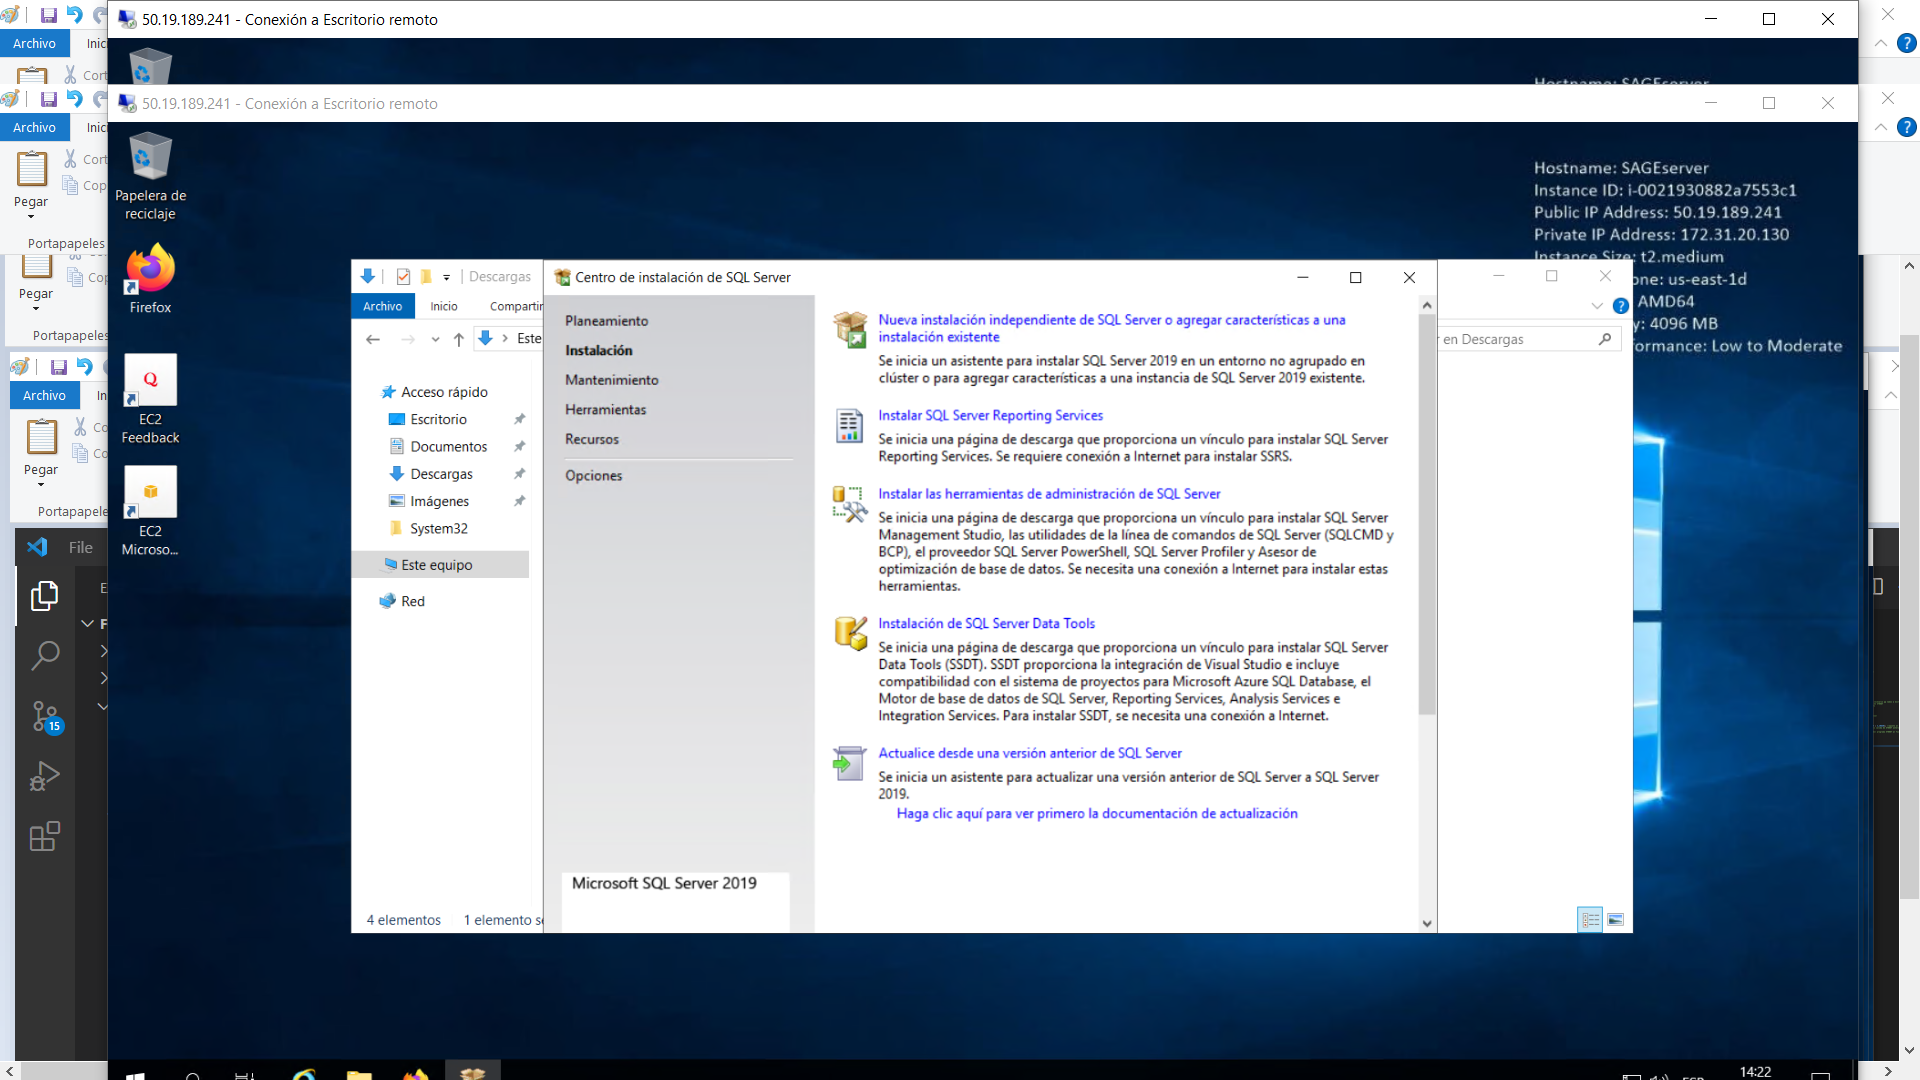 50.19.189.241 - Conexión a Escritorio remoto
Archivo
Inic
Cort
Hostname: SAGEserver
50.19.189.241 - Conexión a Escritorio remoto
Archivo
Inic
Cort
Cop
Pegar
Portapapeles
Cop
Pegar
Portapapeles
Archivo
In
Co
Co
Pegar
Portapapele
File
E
F
15
Papelera de
reciclaje
Firefox
EC2
Feedback
EC2
Microso...
Hostname: SAGEserver
Instance ID: i-0021930882a7553c1
Public IP Address: 50.19.189.241
Private IP Address: 172.31.20.130
Instance Size: t2.medium
one: us-east-1d
AMD64
y: 4096 MB
formance: Low to Moderate
Descargas
Archivo
Inicio
Compartir
Este
r en Descargas
Acceso rápido
Escritorio
Documentos
Descargas
Imágenes
System32
Este equipo
Red
4 elementos
1 elemento se
Centro de instalación de SQL Server
Planeamiento
Instalación
Mantenimiento
Herramientas
Recursos
Opciones
Microsoft SQL Server 2019
Nueva instalación independiente de SQL Server o agregar características a una
instalación existente
Se inicia un asistente para instalar SQL Server 2019 en un entorno no agrupado en
clúster o para agregar características a una instancia de SQL Server 2019 existente.
Instalar SQL Server Reporting Services
Se inicia una página de descarga que proporciona un vínculo para instalar SQL Server
Reporting Services. Se requiere conexión a Internet para instalar SSRS.
Instalar las herramientas de administración de SQL Server
Se inicia una página de descarga que proporciona un vínculo para instalar SQL Server
Management Studio, las utilidades de la línea de comandos de SQL Server (SQLCMD y
BCP), el proveedor SQL Server PowerShell, SQL Server Profiler y Asesor de
optimización de base de datos. Se necesita una conexión a Internet para instalar estas
herramientas.
Instalación de SQL Server Data Tools
Se inicia una página de descarga que proporciona un vínculo para instalar SQL Server
Data Tools (SSDT). SSDT proporciona la integración de Visual Studio e incluye
compatibilidad con el sistema de proyectos para Microsoft Azure SQL Database, el
Motor de base de datos de SQL Server, Reporting Services, Analysis Services e
Integration Services. Para instalar SSDT, se necesita una conexión a Internet.
Actualice desde una versión anterior de SQL Server
Se inicia un asistente para actualizar una versión anterior de SQL Server a SQL Server
2019.
Haga clic aquí para ver primero la documentación de actualización
14:22